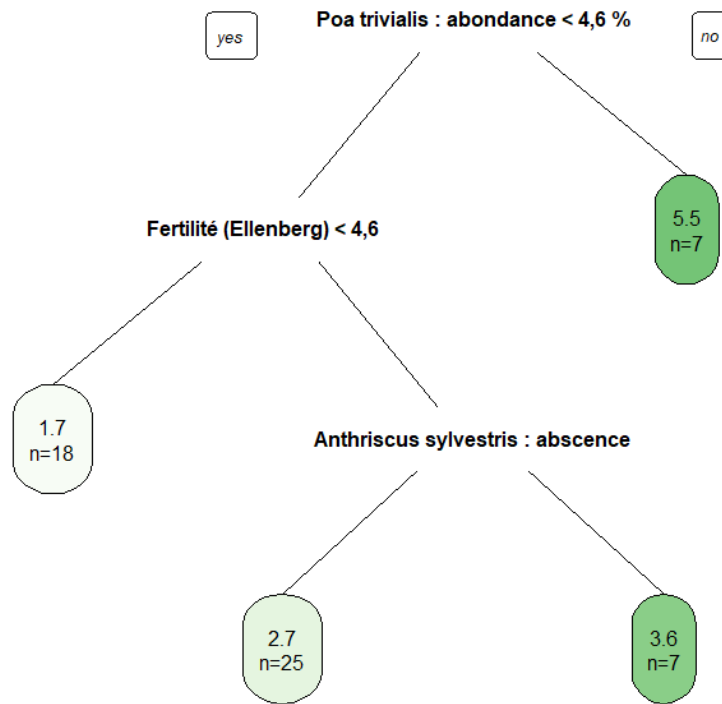 Poa trivialis : abondance < 4,6 %
yes
no
Fertilité (Ellenberg) < 4,6
5.5
n=7
1.7
n=18
Anthriscus sylvestris : abscence
2.7
n=25
3.6
n=7